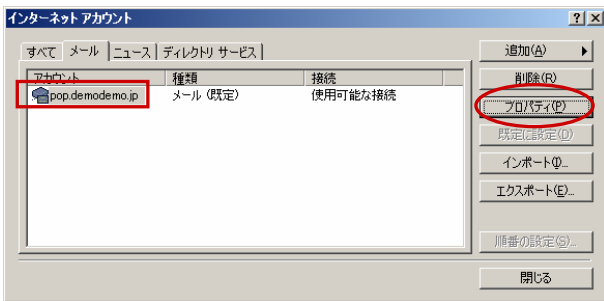 インターネット アカウント
すべて メール ニュース ディレクトリ サービス
アカウント 種類 接続
pop.demodemo.jp メール (既定) 使用可能な接続
追加(A)
削除(R)
プロパティ(P)
既定に設定(D)
インポート(I)...
エクスポート(E)...
順番の設定(S)...
閉じる